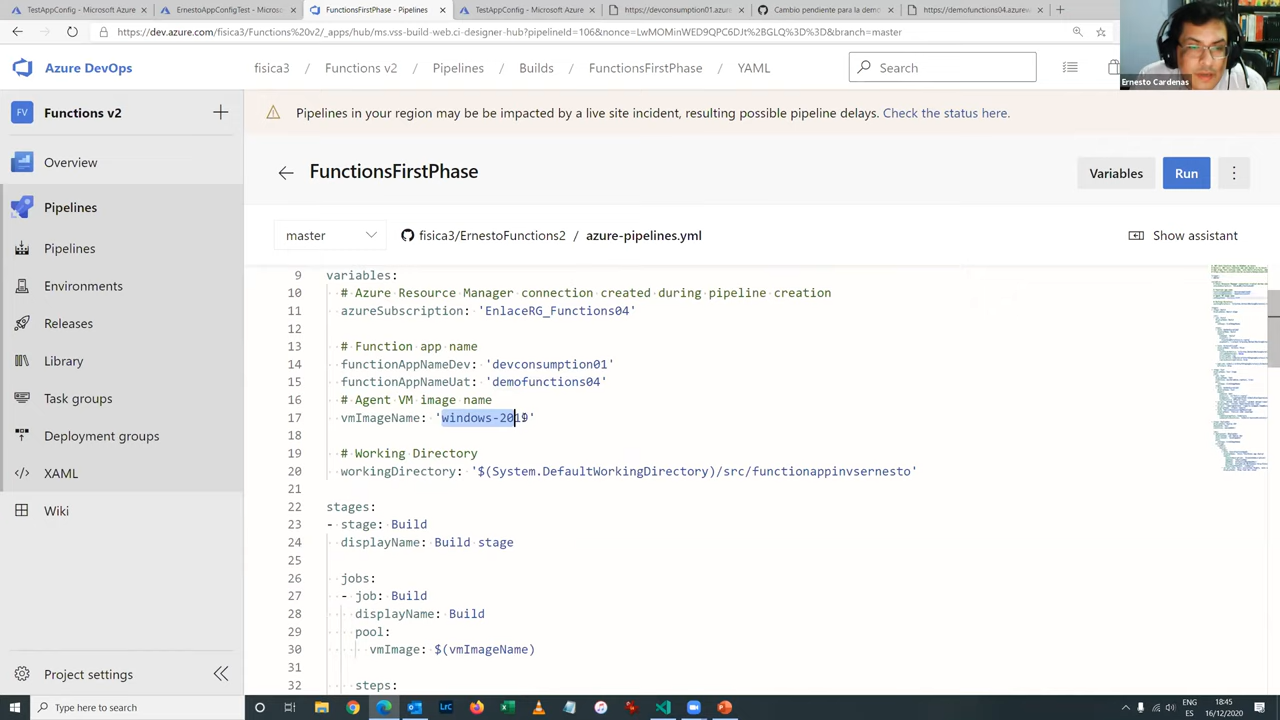 TestAppConfig - Microsoft Azure
ErnestoAppConfigTest - Microsoft
FunctionsFirstPhase - Pipelines
TestAppConfig - Microsoft Azure
https://devconsumption01.azurew
Cambio pendiente para la demo
https://demofunctions04.azurew
https://dev.azure.com/fisica3/Functions%20v2/_apps/hub/ms.vss-build-web.ci-designer-hub?pipelineId=106&nonce=LwMOMinWED9QPC6DJt%2BGLQ%3D%3D&branch=master
Ernesto Cardenas
Azure DevOps
fisica3 / Functions v2 / Pipelines / Builds / FunctionsFirstPhase / YAML
Search
FV Functions v2
Pipelines in your region may be impacted by a live site incident, resulting possible pipeline delays. Check the status here.
Overview
Pipelines
Pipelines
Environments
Releases
Library
Task groups
Deployment groups
XAML
Wiki
Project settings
FunctionsFirstPhase
Variables
Run
master
fisica3/ErnestoFunctions2 / azure-pipelines.yml
Show assistant
9 variables:
10 # Azure Resource Manager connection created during pipeline creation
11 azureSubscription:
12
13 # Function app name
14 functionAppName: 'devconsumption01'
15 'demofunctions04'
16 # Agent VM image name
17 vmImageName:
18
19 # Working Directory
20 workingDirectory: '$(System.DefaultWorkingDirectory)/src/functionapp.invsernesto'
21
22 stages:
23 - stage: Build
24 displayName: Build stage
25
26 jobs:
27 - job: Build
28 displayName: Build
29 pool:
30 vmImage: $(vmImageName)
31
32 steps:
Type here to search
ENG
ES
18:45
16/12/2020